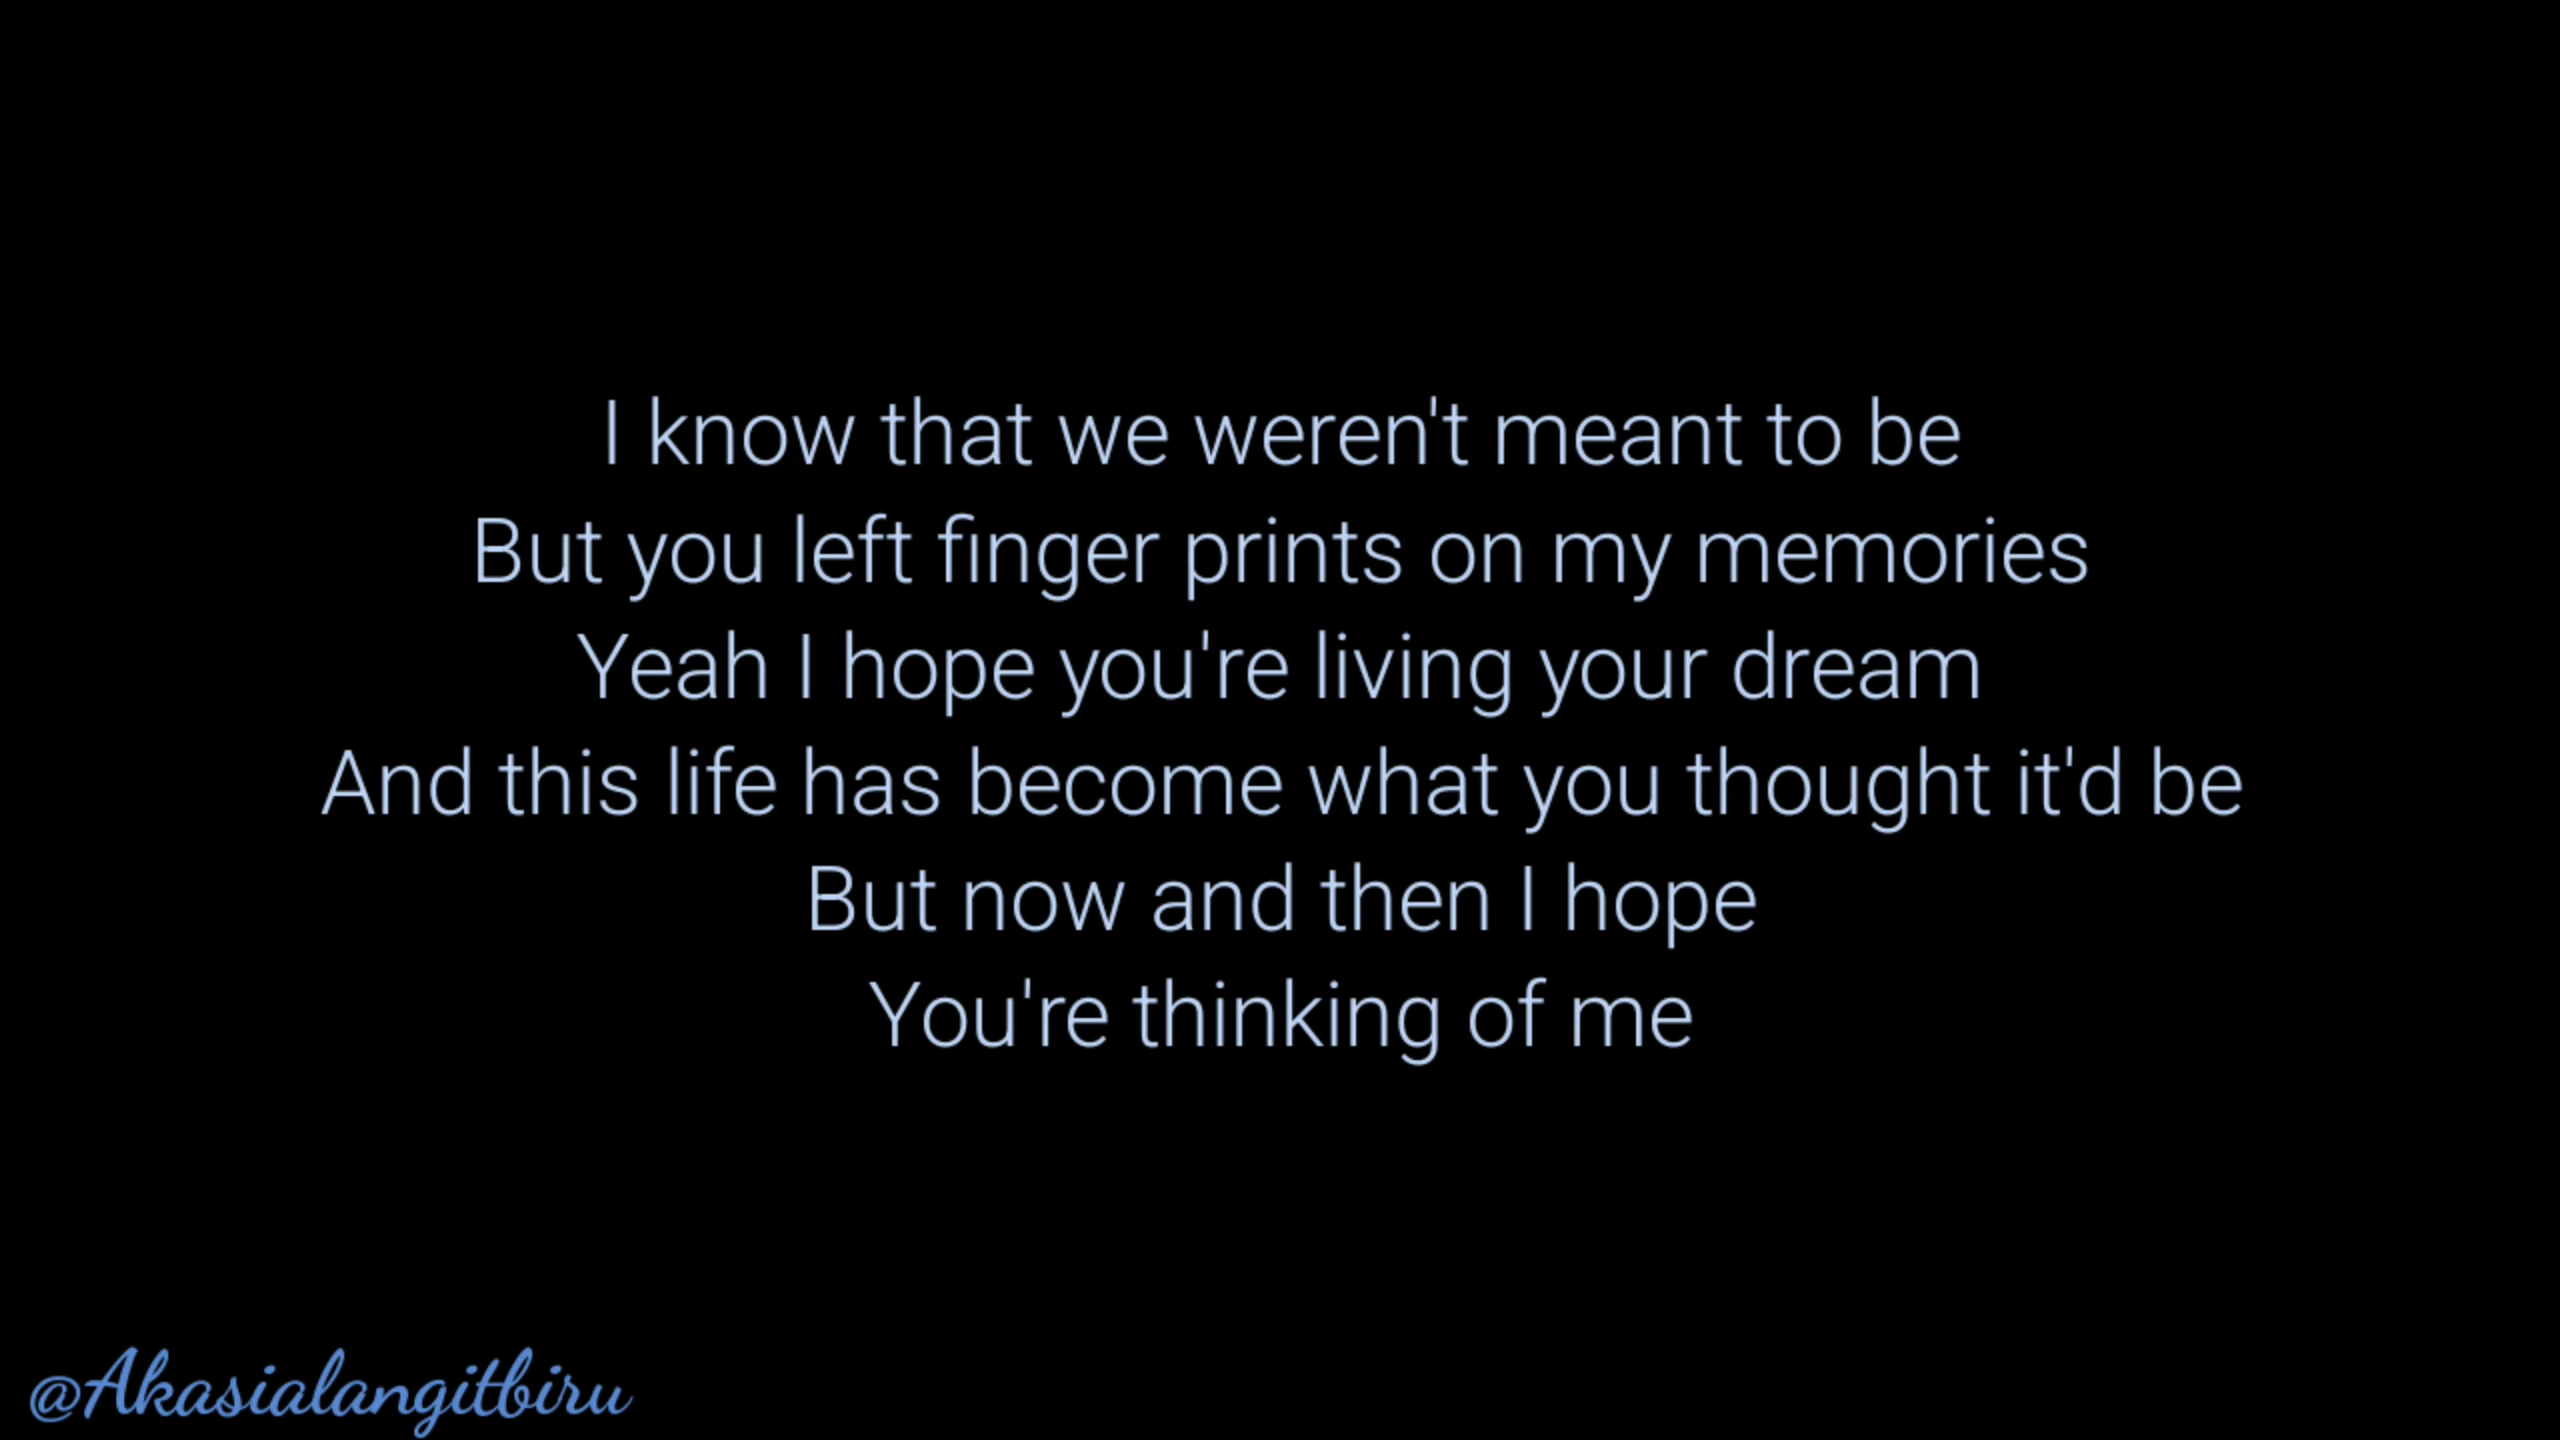 I know that we weren't meant to be
But you left finger prints on my memories
Yeah I hope you're living your dream
And this life has become what you thought it'd be
But now and then I hope
You're thinking of me
@Akasialangitbiru